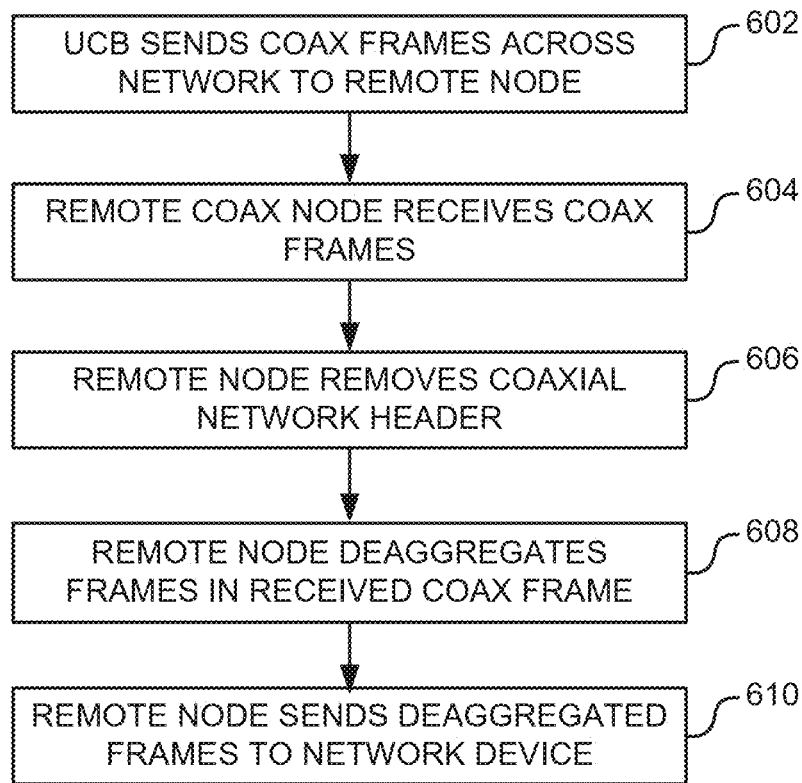 UCB SENDS COAX FRAMES ACROSS
NETWORK TO REMOTE NODE
602
REMOTE COAX NODE RECEIVES COAX
FRAMES
604
REMOTE NODE REMOVES COAXIAL
NETWORK HEADER
606
REMOTE NODE DEAGGREGATES
FRAMES IN RECEIVED COAX FRAME
608
REMOTE NODE SENDS DEAGGREGATED
FRAMES TO NETWORK DEVICE
610